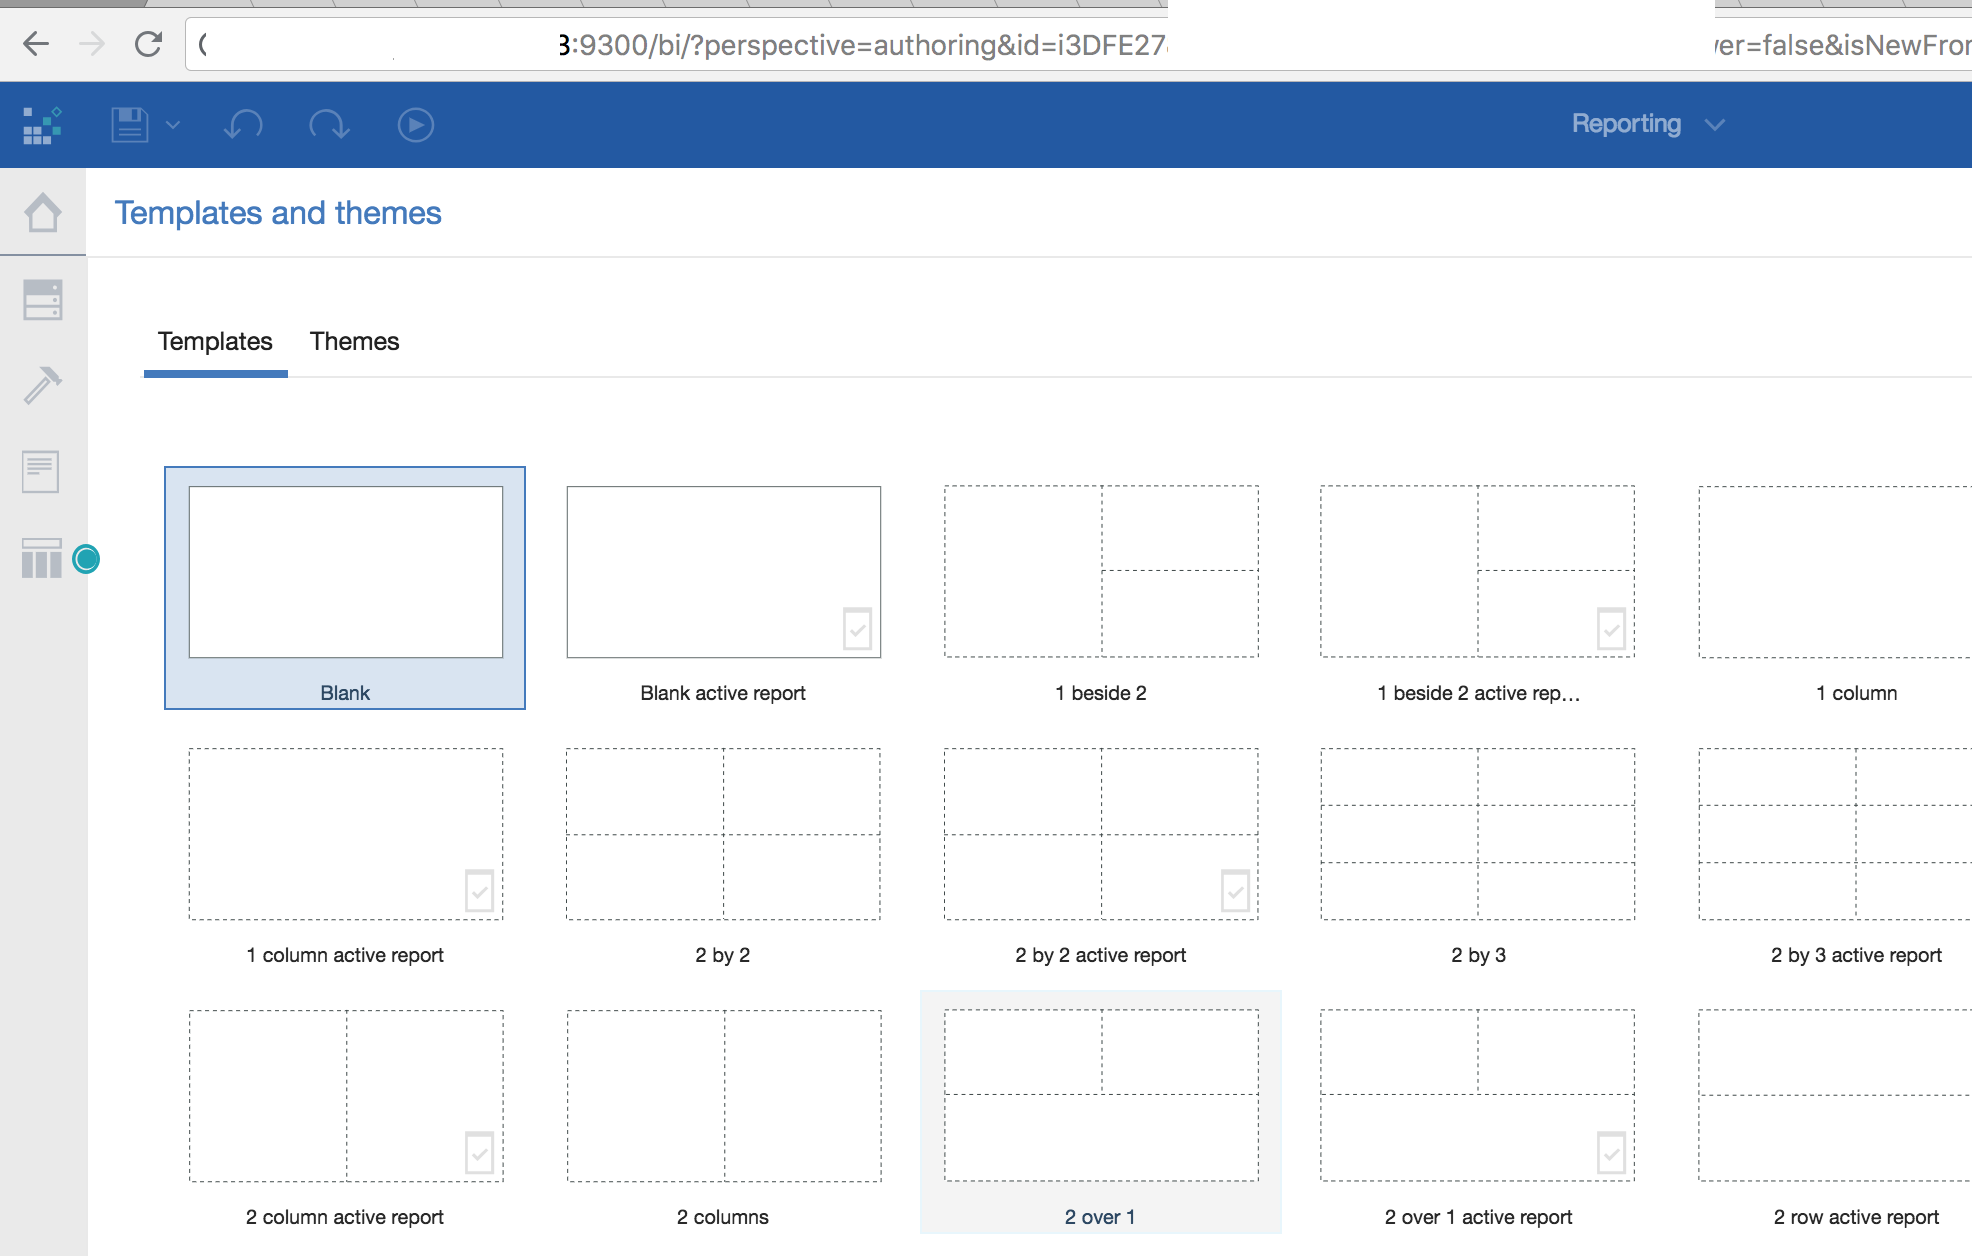 3:9300/bi/?perspective=authoring&id=i3DFE27
er=false&isNewFron
Reporting
Templates and themes
Templates Themes
Blank
Blank active report
1 beside 2
1 beside 2 active rep...
1 column
1 column active report
2 by 2
2 by 2 active report
2 by 3
2 by 3 active report
2 column active report
2 columns
2 over 1
2 over 1 active report
2 row active report